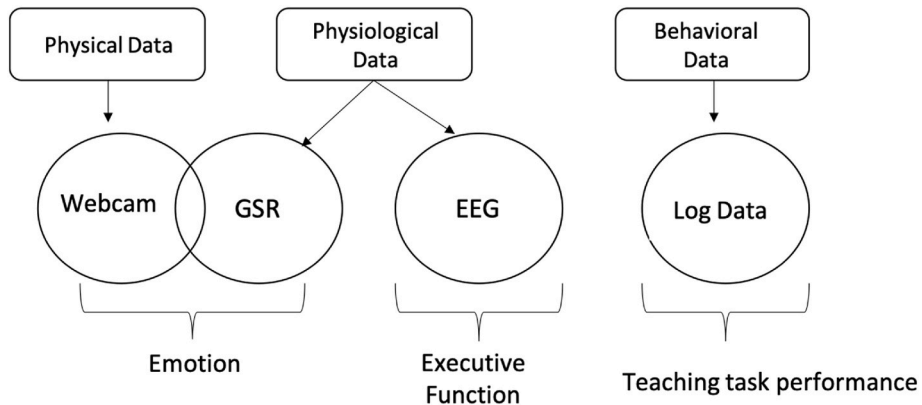 Physical Data
Physiological
Data
Behavioral
Data
Webcam
GSR
EEG
Log Data
Emotion
Executive
Function
Teaching task performance